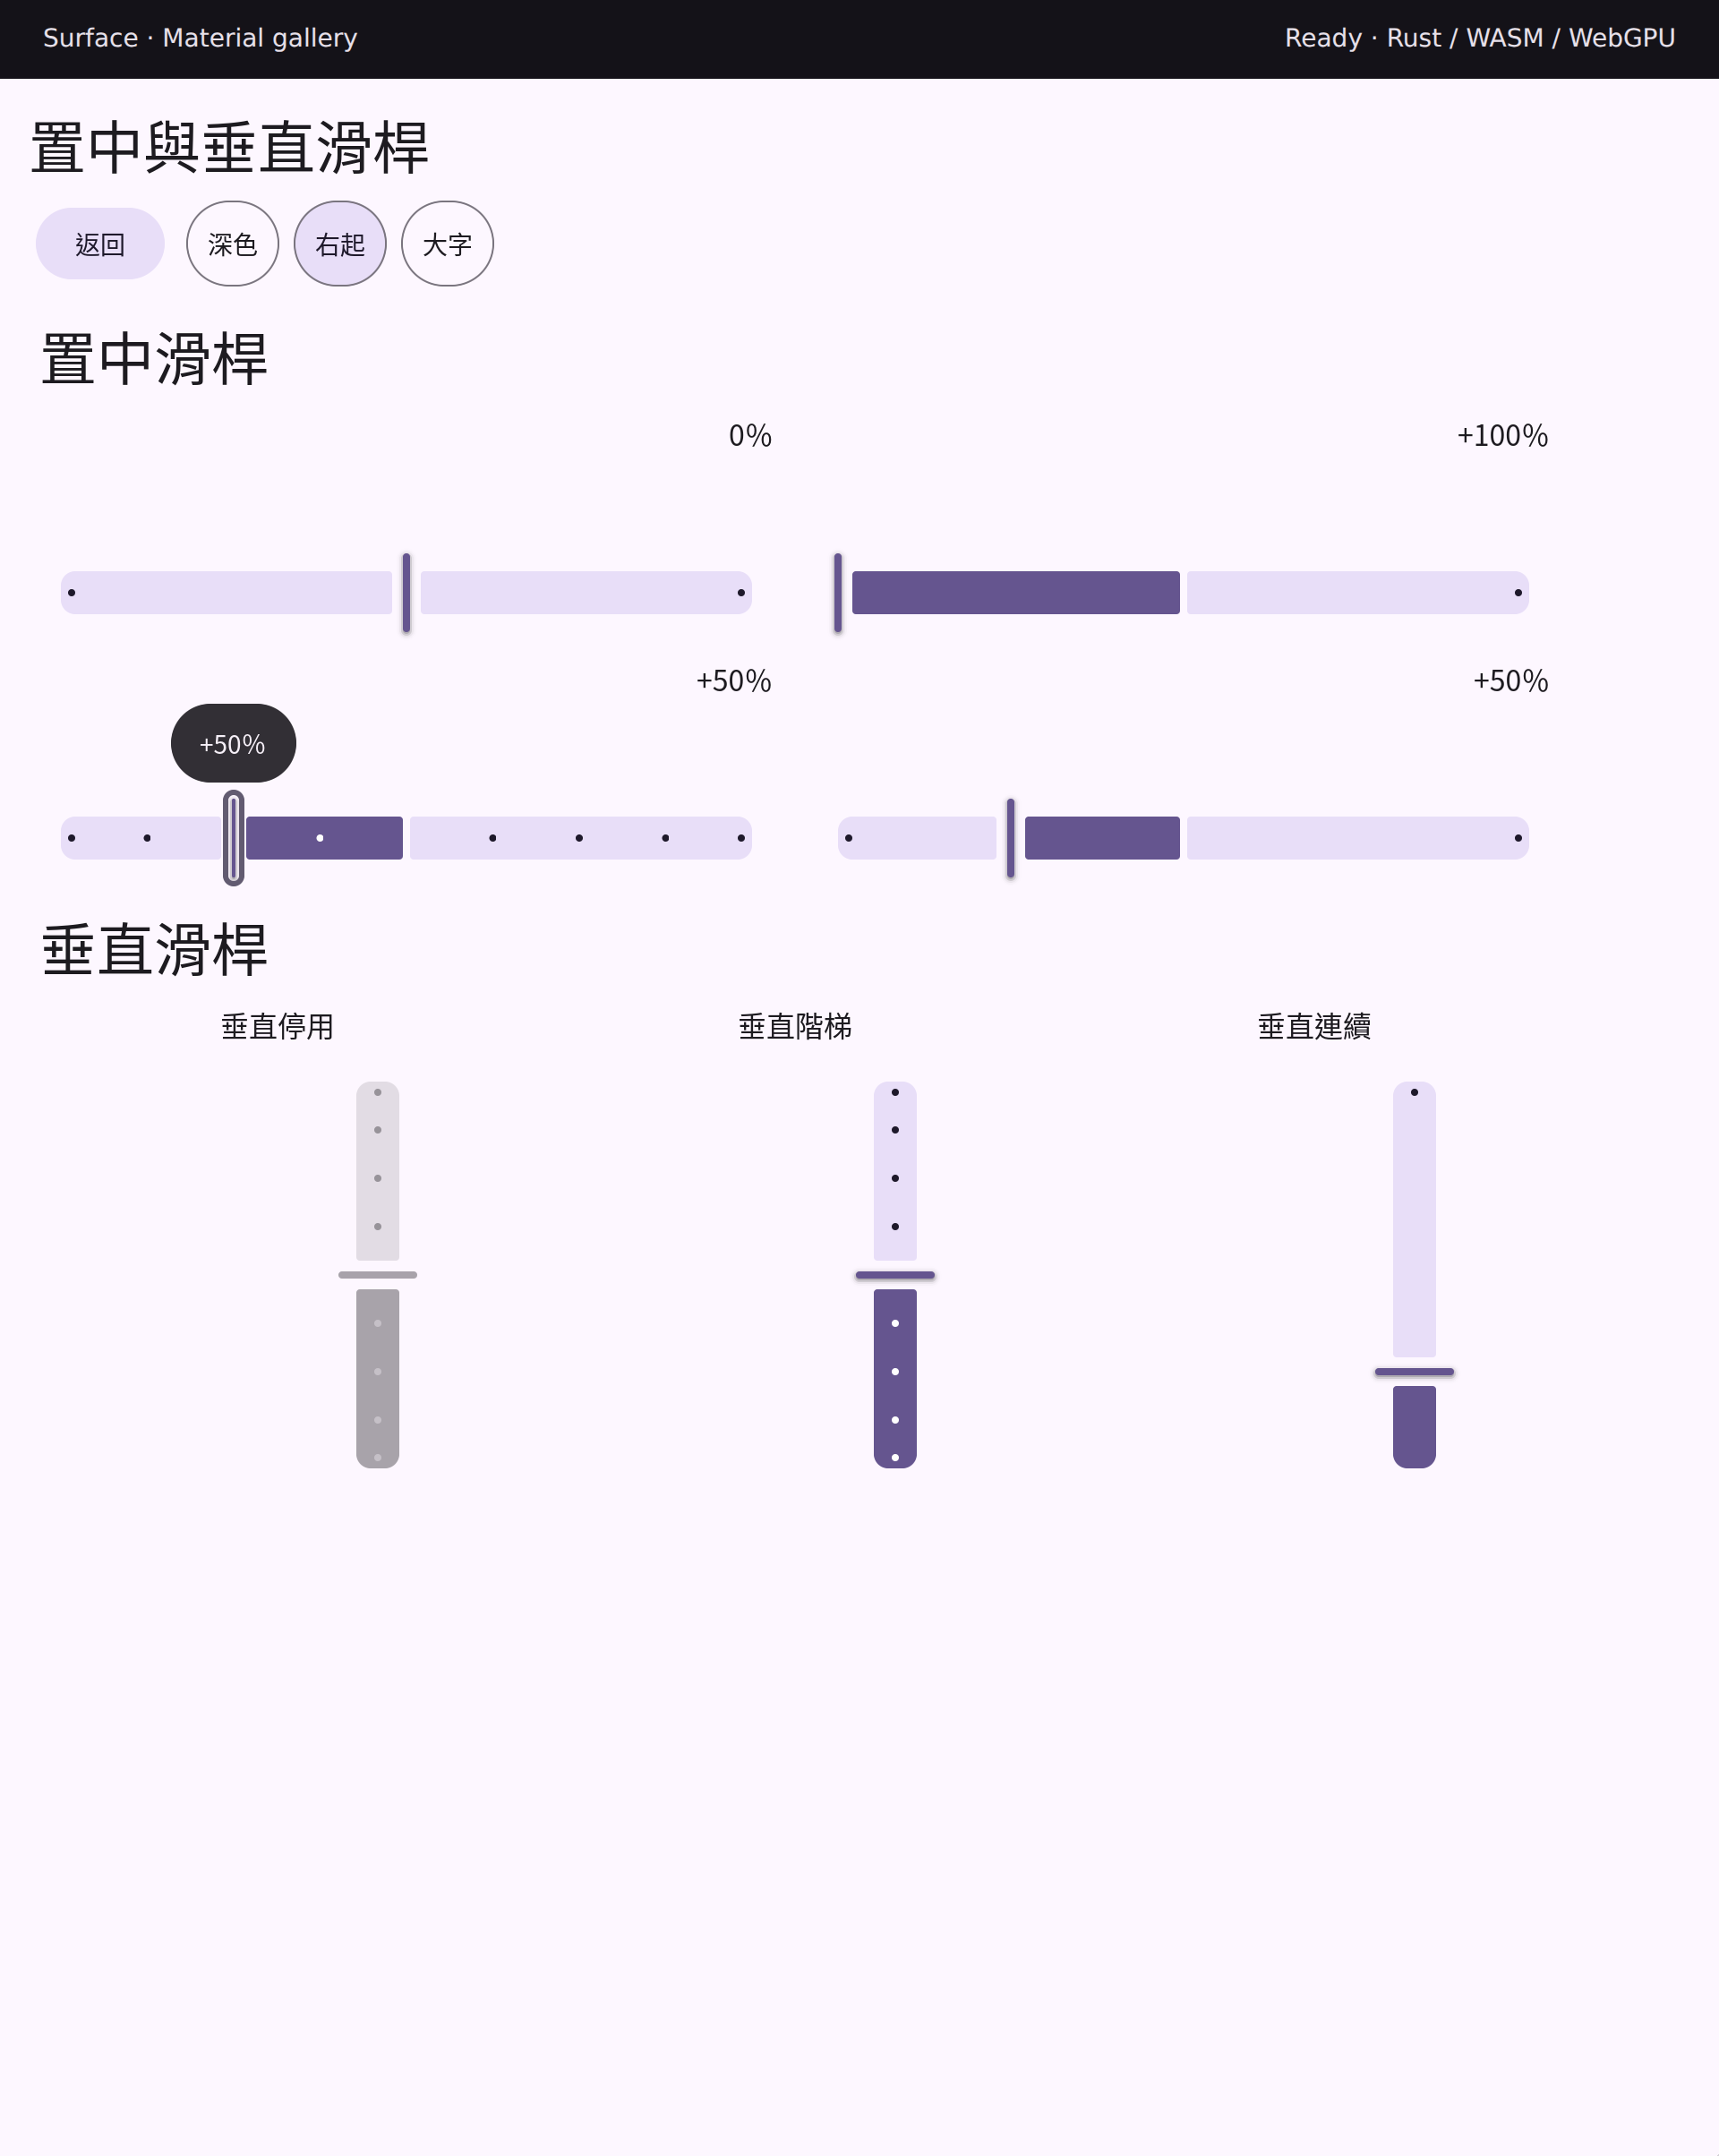 Surface · Material gallery
Ready · Rust / WASM / WebGPU
置中與垂直滑桿
返回 深色 右起 大字
置中滑桿
0% +100%
+50% +50%
+50%
垂直滑桿
垂直停用 垂直階梯 垂直連續